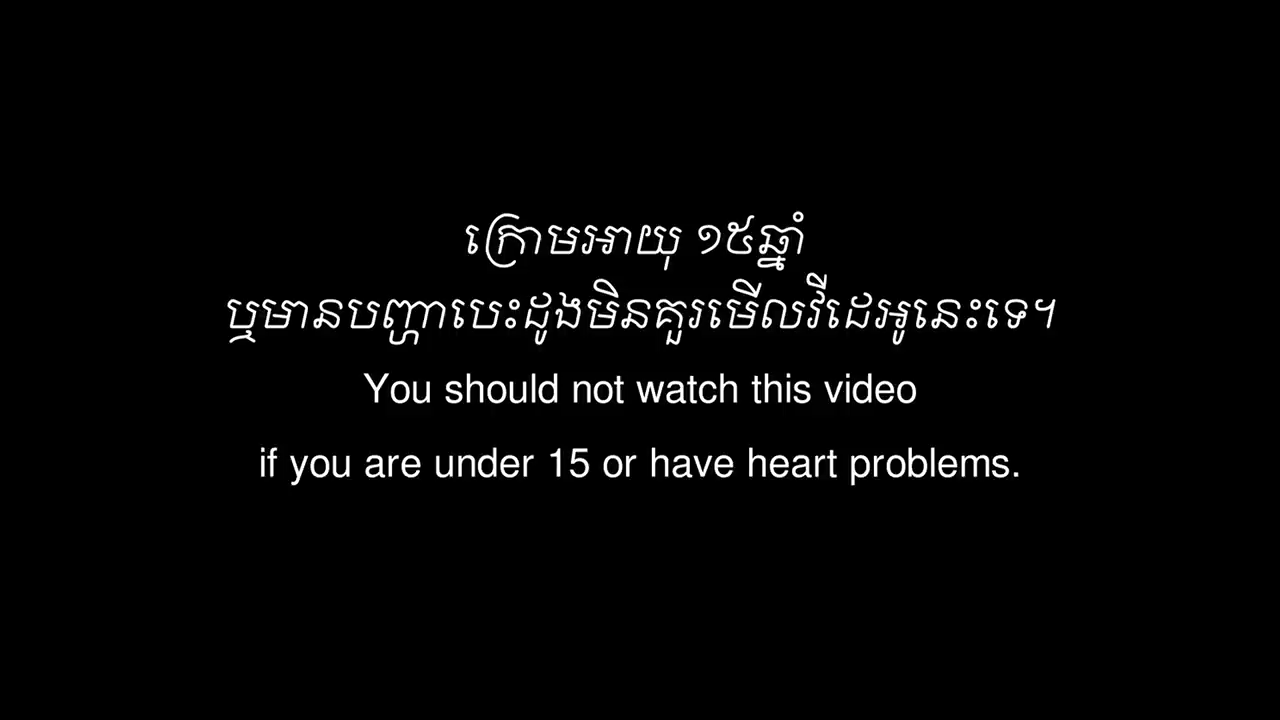 ក្រោមអាយុ ១៥ឆ្នាំ
ឬមានបញ្ហាបេះដូងមិនគួរមើលវីដេអូនេះទេ។
You should not watch this video
if you are under 15 or have heart problems.